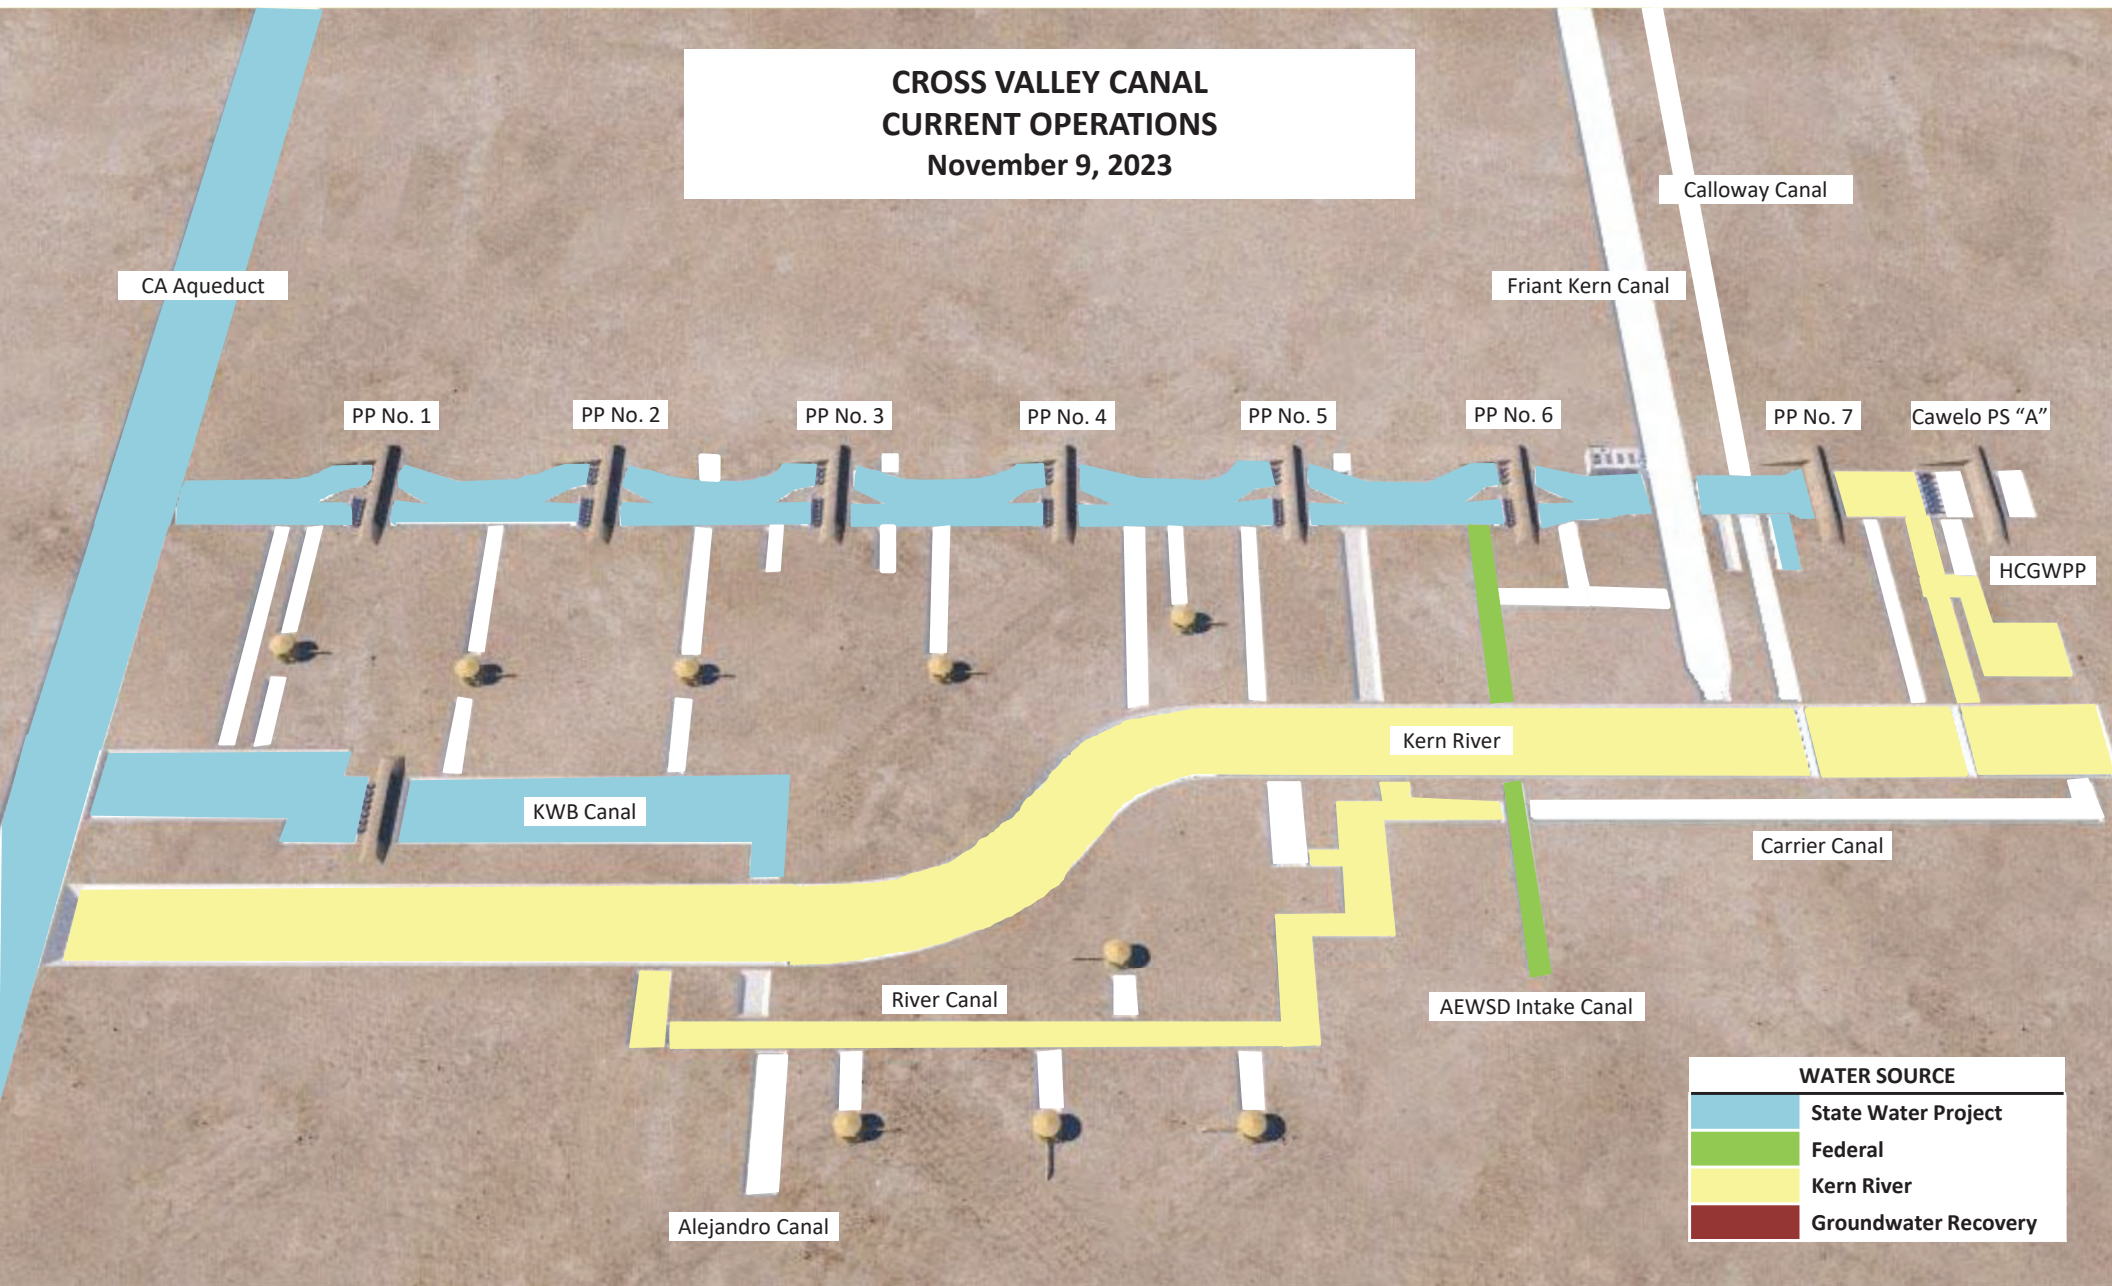 CROSS VALLEY CANAL
CURRENT OPERATIONS
November 9, 2023
Calloway Canal
CA Aqueduct
Friant Kern Canal
PP No. 1
PP No. 2
PP No. 3
PP No. 4
PP No. 5
PP No. 6
PP No. 7
Cawelo PS “A”
HCGWPP
Kern River
KWB Canal
Carrier Canal
River Canal
AEWSD Intake Canal
Alejandro Canal
WATER SOURCE
State Water Project
Federal
Kern River
Groundwater Recovery